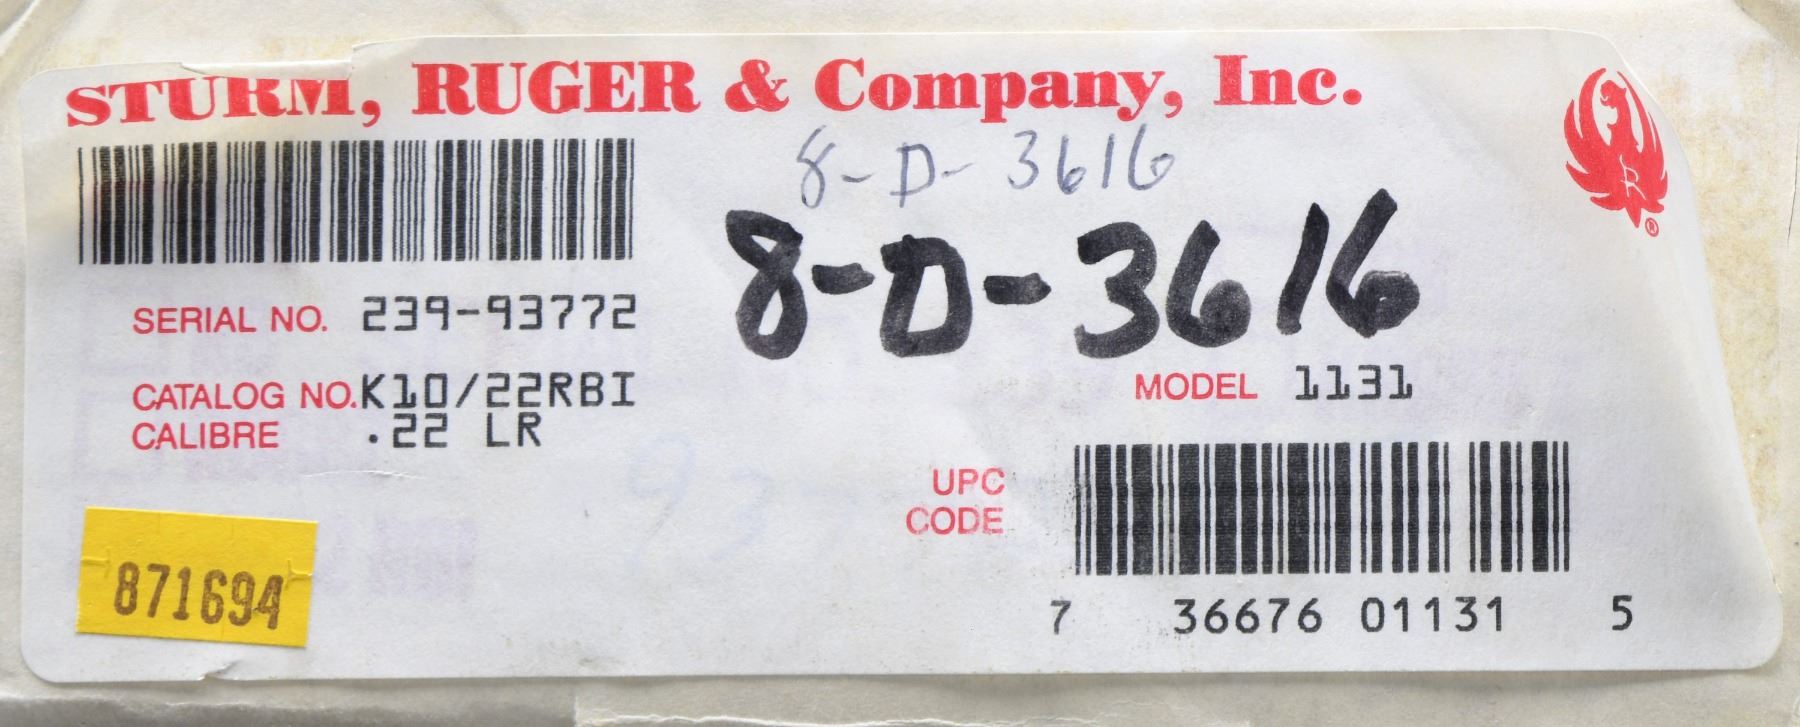 STURM, RUGER & Company, Inc.
8-D-3616
8-D-3616
SERIAL NO. 239-93772
CATALOG NO. K10/22RBI
CALIBRE .22 LR
MODEL 1131
UPC
CODE
7 36676 01131 5
871694
R
®